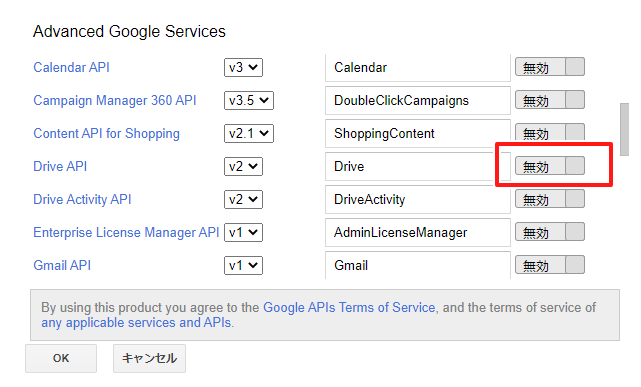 Advanced Google Services
Calendar API v3 Calendar 無効
Campaign Manager 360 API v3.5 DoubleClickCampaigns 無効
Content API for Shopping v2.1 ShoppingContent 無効
Drive API v2 Drive 無効
Drive Activity API v2 DriveActivity 無効
Enterprise License Manager API v1 AdminLicenseManager 無効
Gmail API v1 Gmail 無効
By using this product you agree to the Google APIs Terms of Service, and the terms of service of
any applicable services and APIs.
OK キャンセル